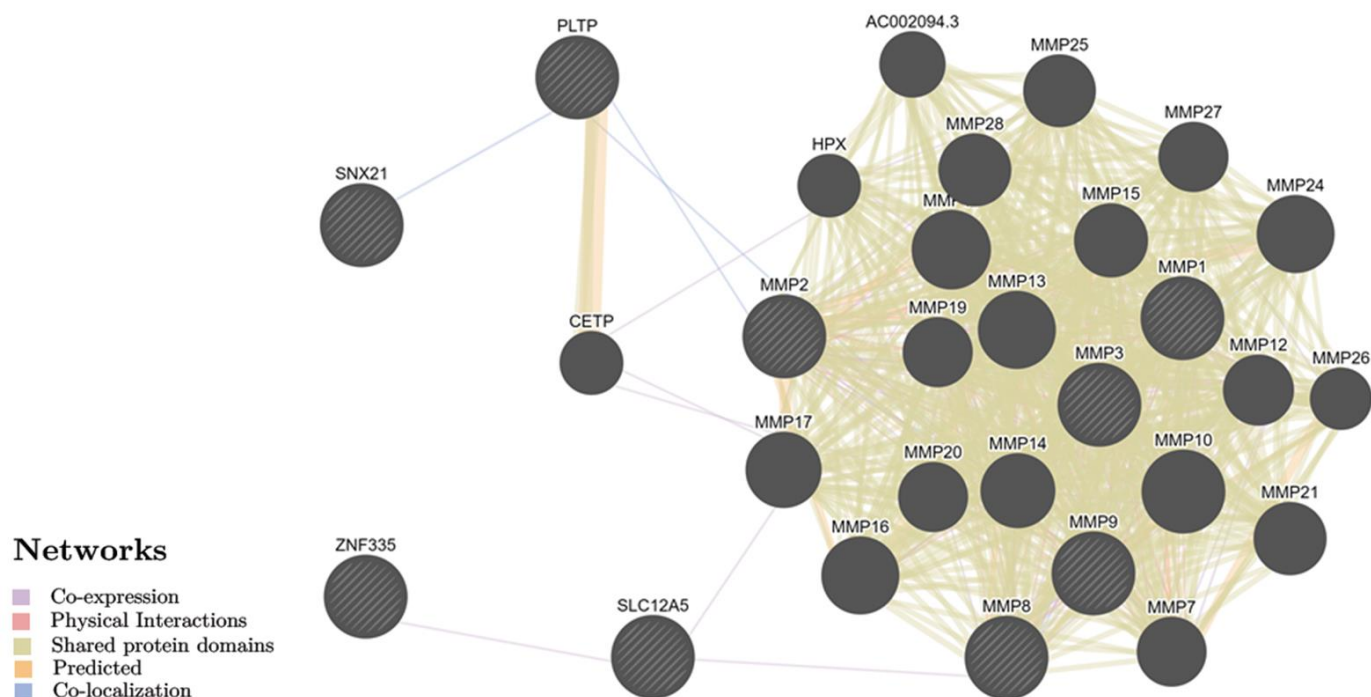 PLTP
AC002094.3
MMP25
MMP27
MMP28
HPX
SNX21
MMP24
MMP15
MMP1
MMP2
MMP13
MMP19
CETP
MMP12
MMP3
MMP26
MMP17
MMP20
MMP14
MMP10
MMP21
MMP16
MMP9
ZNF335
SLC12A5
MMP8
MMP7
Networks
Co-expression
Physical Interactions
Shared protein domains
Predicted
Co-localization